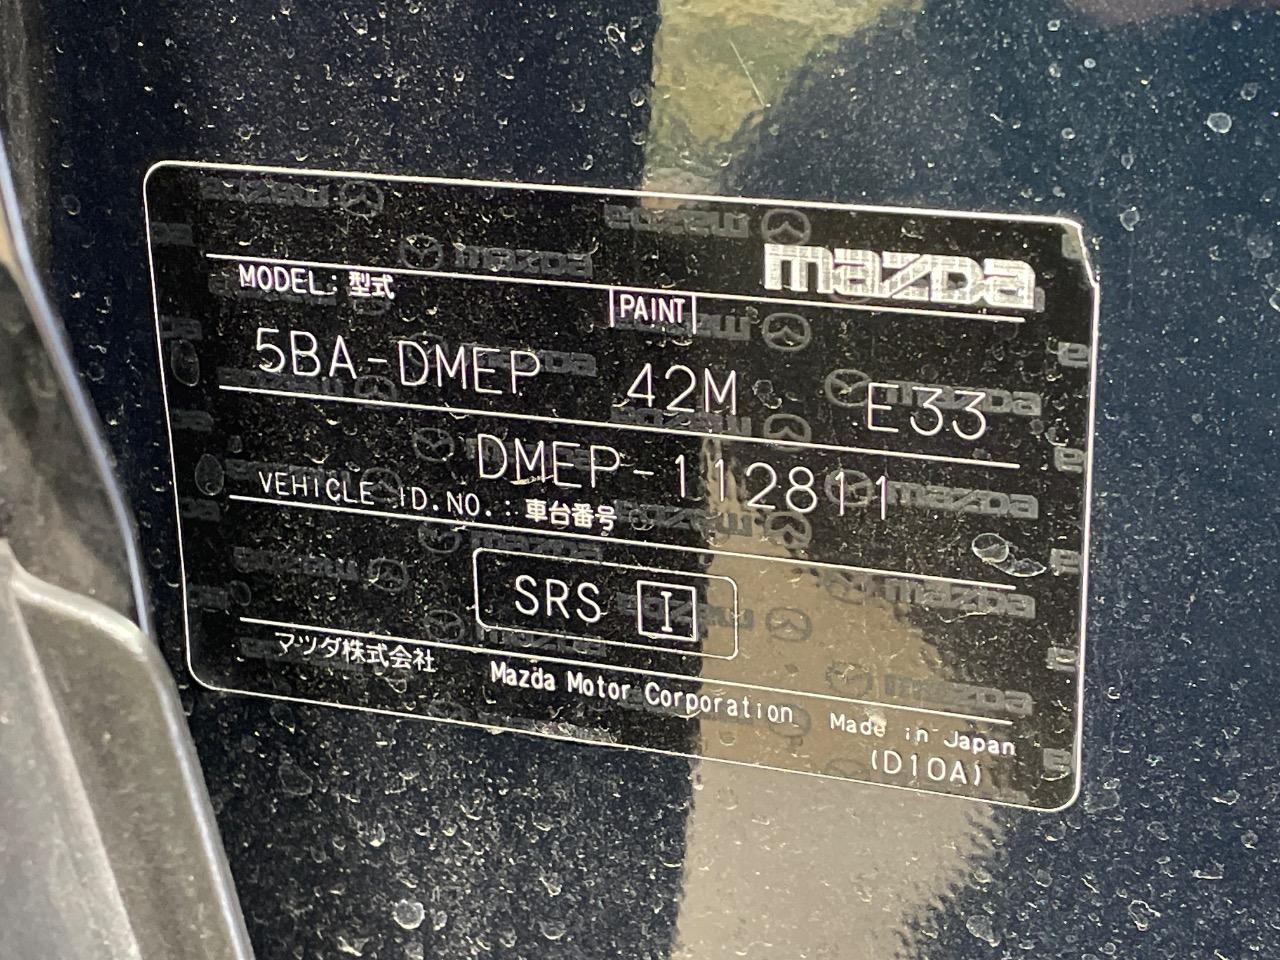 mazda
MODEL:型式
PAINT
5BA-DMEP 42M E33
DMEP-112811
VEHICLE ID.NO.:車台番号
SRS I
マツダ株式会社 Mazda Motor Corporation Made in Japan
(D10A)